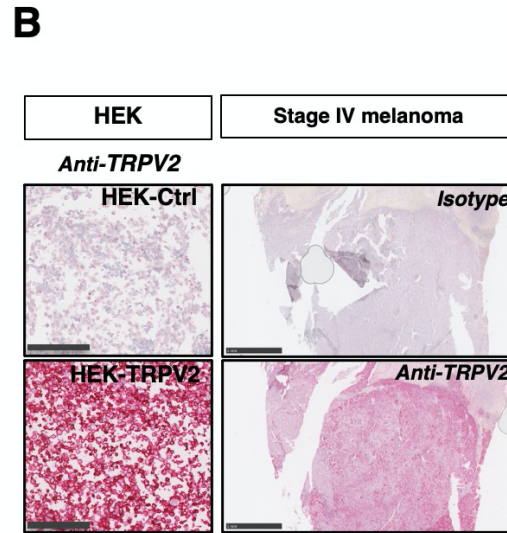 B
HEK
Stage IV melanoma
Anti-TRPV2
HEK-Ctrl
Isotype
HEK-TRPV2
Anti-TRPV2